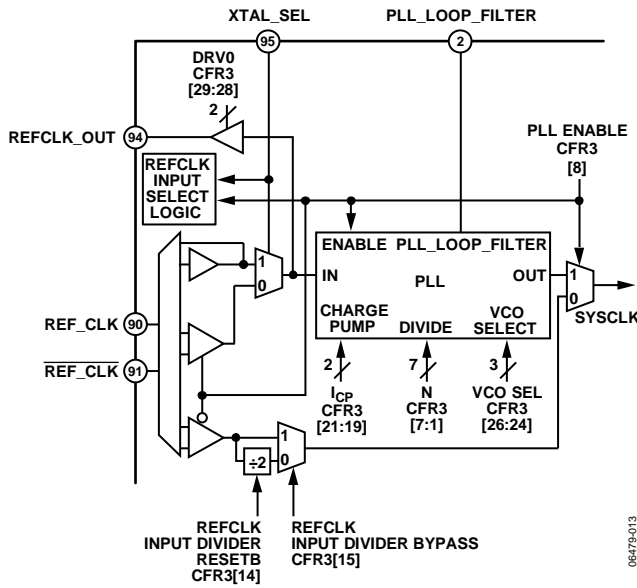 XTAL_SEL
PLL_LOOP_FILTER
95
2
DRV0
CFR3
[29:28]
2
REFCLK_OUT
94
PLL ENABLE
CFR3
[8]
REFCLK
INPUT
SELECT
LOGIC
ENABLE
PLL_LOOP_FILTER
1
0
IN
PLL
OUT
1
0
SYSCLK
REF_CLK
90
CHARGE
PUMP
DIVIDE
VCO
SELECT
REF_CLK
91
2
7
3
ICP
CFR3
[21:19]
N
CFR3
[7:1]
VCO SEL
CFR3
[26:24]
1
0
÷2
REFCLK
INPUT DIVIDER
RESETB
CFR3[14]
REFCLK
INPUT DIVIDER BYPASS
CFR3[15]
06479-013